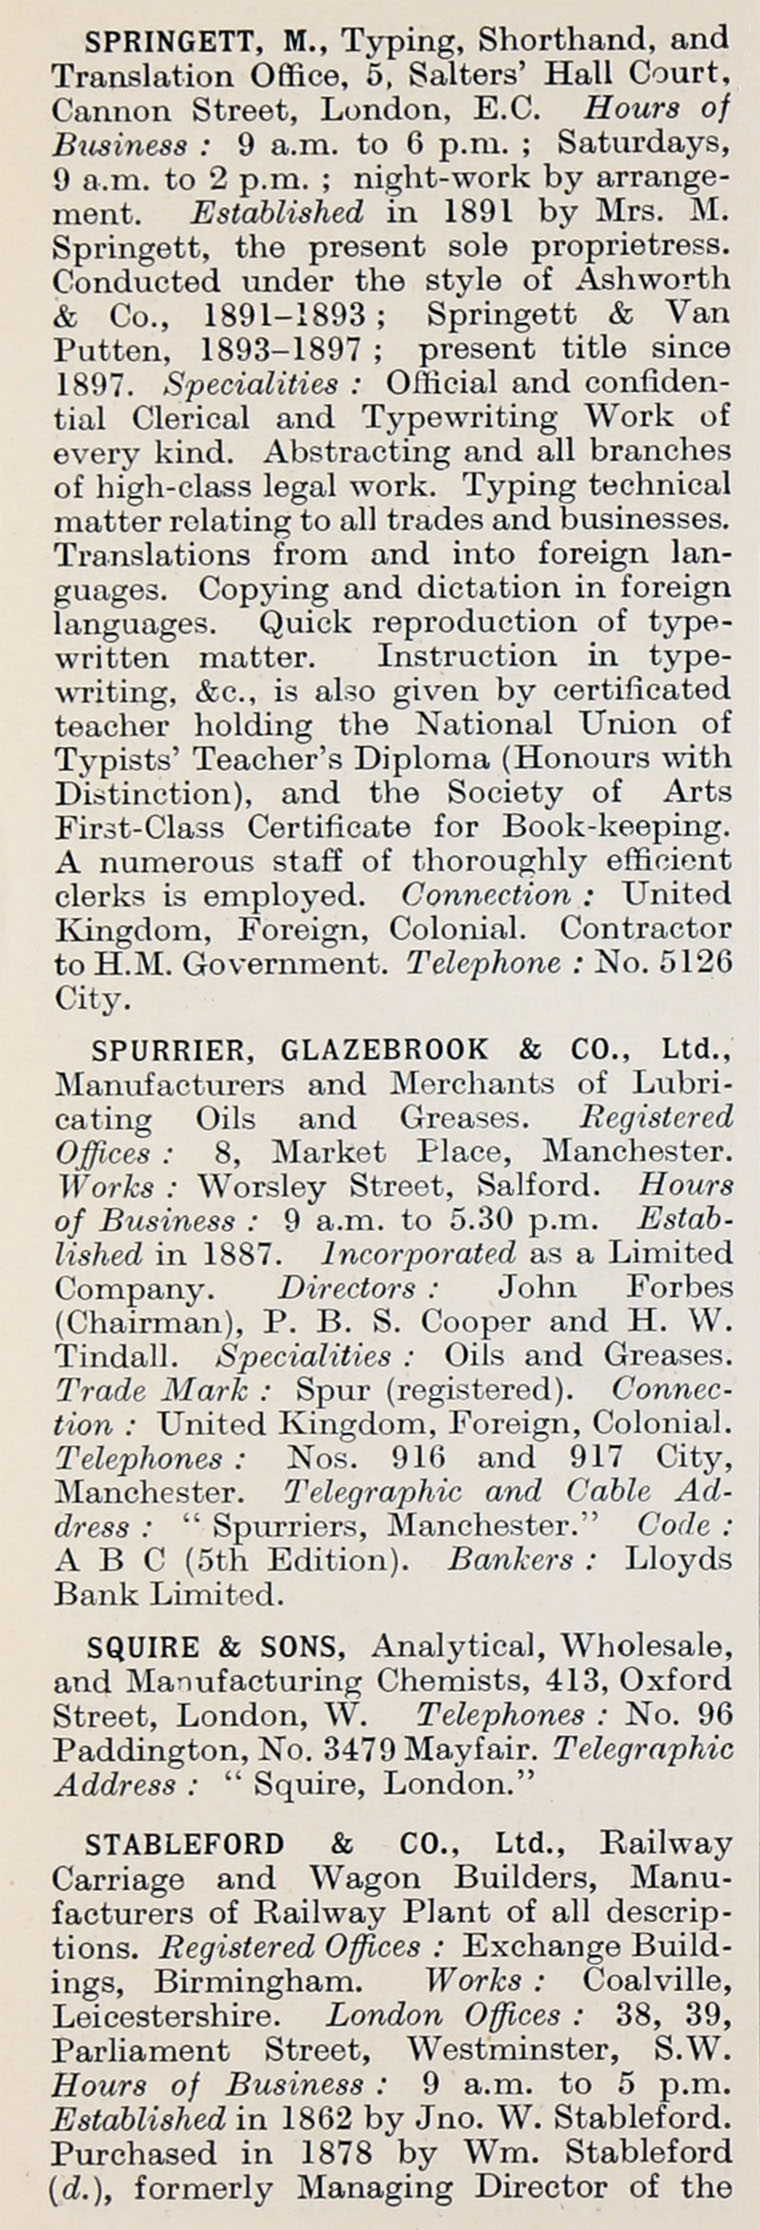 SPRINGETT, M., Typing, Shorthand, and
Translation Office, 5, Salters' Hall Court,
Cannon Street, London, E.C. Hours of
Business : 9 a.m. to 6 p.m. ; Saturdays,
9 a.m. to 2 p.m. ; night-work by arrange-
ment. Established in 1891 by Mrs. M.
Springett, the present sole proprietress.
Conducted under the style of Ashworth
& Co., 1891–1893 ; Springett & Van
Putten, 1893–1897 ; present title since
1897. Specialities : Official and confiden-
tial Clerical and Typewriting Work of
every kind. Abstracting and all branches
of high-class legal work. Typing technical
matter relating to all trades and businesses.
Translations from and into foreign lan-
guages. Copying and dictation in foreign
languages. Quick reproduction of type-
written matter. Instruction in type-
writing, &c., is also given by certificated
teacher holding the National Union of
Typists' Teacher's Diploma (Honours with
Distinction), and the Society of Arts
First-Class Certificate for Book-keeping.
A numerous staff of thoroughly efficient
clerks is employed. Connection : United
Kingdom, Foreign, Colonial. Contractor
to H.M. Government. Telephone : No. 5126
City.
SPURRIER, GLAZEBROOK & CO., Ltd.,
Manufacturers and Merchants of Lubri-
cating Oils and Greases. Registered
Offices : 8, Market Place, Manchester.
Works : Worsley Street, Salford. Hours
of Business : 9 a.m. to 5.30 p.m. Estab-
lished in 1887. Incorporated as a Limited
Company. Directors : John Forbes
(Chairman), P. B. S. Cooper and H. W.
Tindall. Specialities : Oils and Greases.
Trade Mark : Spur (registered). Connec-
tion : United Kingdom, Foreign, Colonial.
Telephones : Nos. 916 and 917 City,
Manchester. Telegraphic and Cable Ad-
dress : “ Spurriers, Manchester.” Code :
A B C (5th Edition). Bankers : Lloyds
Bank Limited.
SQUIRE & SONS, Analytical, Wholesale,
and Manufacturing Chemists, 413, Oxford
Street, London, W. Telephones : No. 96
Paddington, No. 3479 Mayfair. Telegraphic
Address : “ Squire, London.”
STABLEFORD & CO., Ltd., Railway
Carriage and Wagon Builders, Manu-
facturers of Railway Plant of all descrip-
tions. Registered Offices : Exchange Build-
ings, Birmingham. Works : Coalville,
Leicestershire. London Offices : 38, 39,
Parliament Street, Westminster, S.W.
Hours of Business : 9 a.m. to 5 p.m.
Established in 1862 by Jno. W. Stableford.
Purchased in 1878 by Wm. Stableford
(d.), formerly Managing Director of the